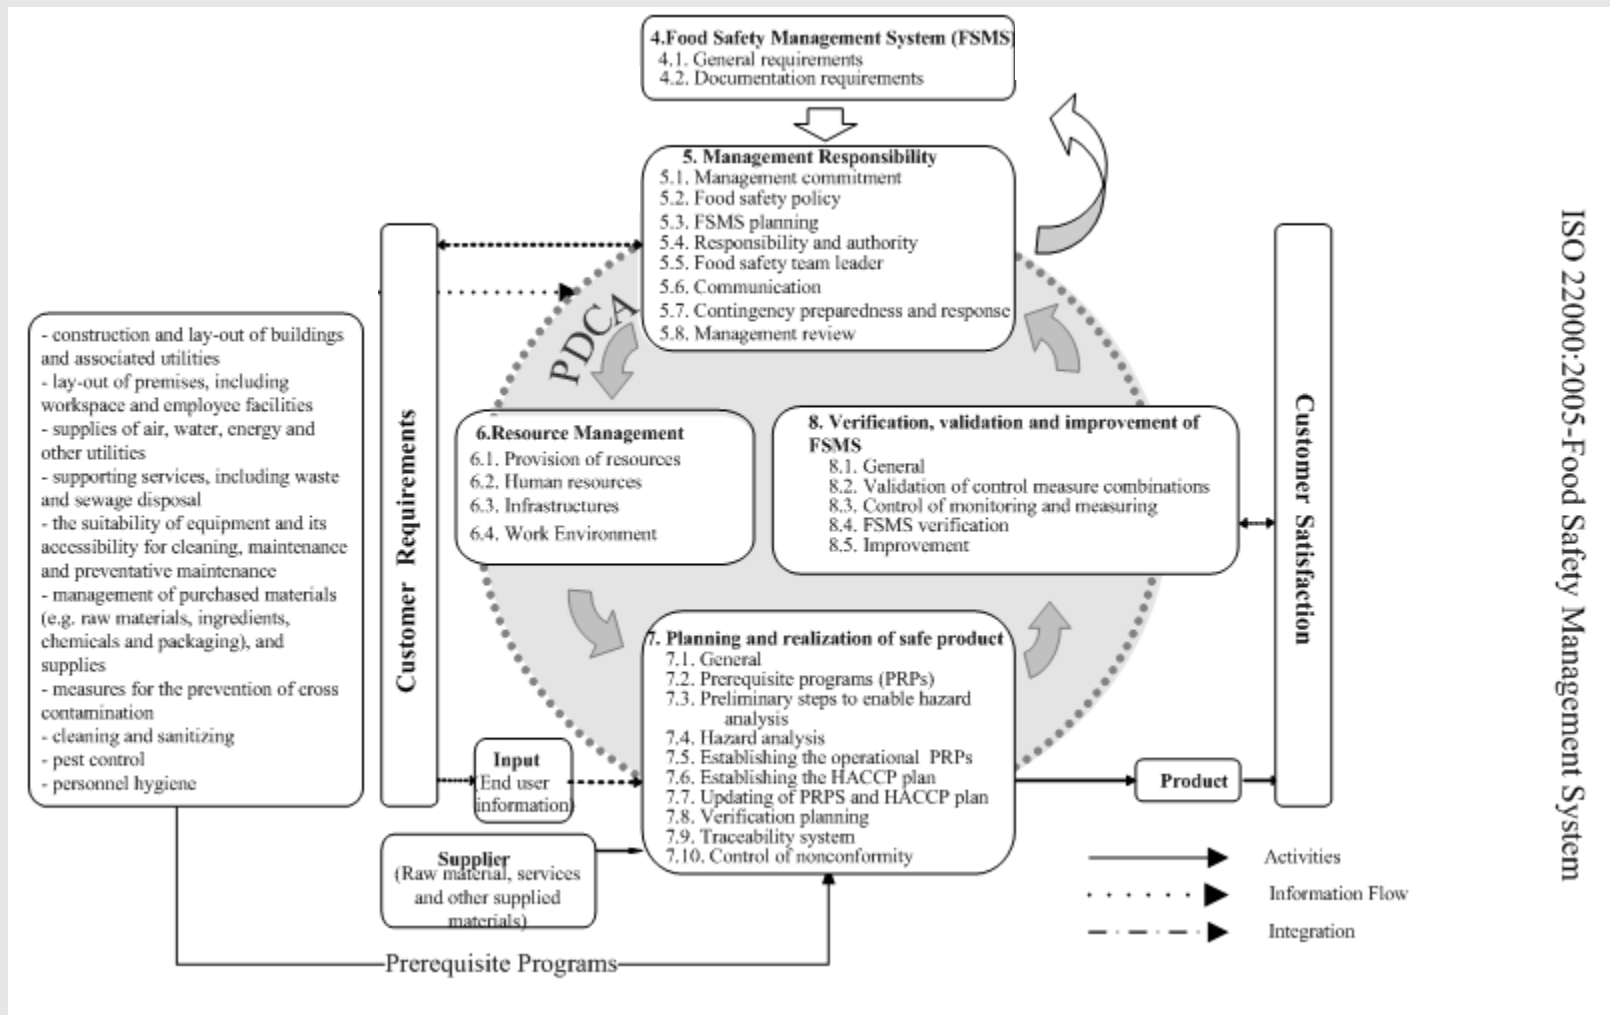 4.Food Safety Management System (FSMS)
4.1. General requirements
4.2. Documentation requirements
5. Management Responsibility
5.1. Management commitment
5.2. Food safety policy
5.3. FSMS planning
5.4. Responsibility and authority
5.5. Food safety team leader
5.6. Communication
5.7. Contingency preparedness and response
5.8. Management review
PDCA
- construction and lay-out of buildings
and associated utilities
- lay-out of premises, including
workspace and employee facilities
- supplies of air, water, energy and
other utilities
- supporting services, including waste
and sewage disposal
- the suitability of equipment and its
accessibility for cleaning, maintenance
and preventative maintenance
- management of purchased materials
(e.g. raw materials, ingredients,
chemicals and packaging), and
supplies
- measures for the prevention of cross
contamination
- cleaning and sanitizing
- pest control
- personnel hygiene
Customer Requirements
6.Resource Management
6.1. Provision of resources
6.2. Human resources
6.3. Infrastructures
6.4. Work Environment
8. Verification, validation and improvement of
FSMS
8.1. General
8.2. Validation of control measure combinations
8.3. Control of monitoring and measuring
8.4. FSMS verification
8.5. Improvement
Customer Satisfaction
7. Planning and realization of safe product
7.1. General
7.2. Prerequisite programs (PRPs)
7.3. Preliminary steps to enable hazard
analysis
7.4. Hazard analysis
7.5. Establishing the operational PRPs
7.6. Establishing the HACCP plan
7.7. Updating of PRPS and HACCP plan
7.8. Verification planning
7.9. Traceability system
7.10. Control of nonconformity
Input
(End user
information)
Supplier
(Raw material, services
and other supplied
materials)
Product
Prerequisite Programs
Activities
Information Flow
Integration
ISO 22000:2005-Food Safety Management System